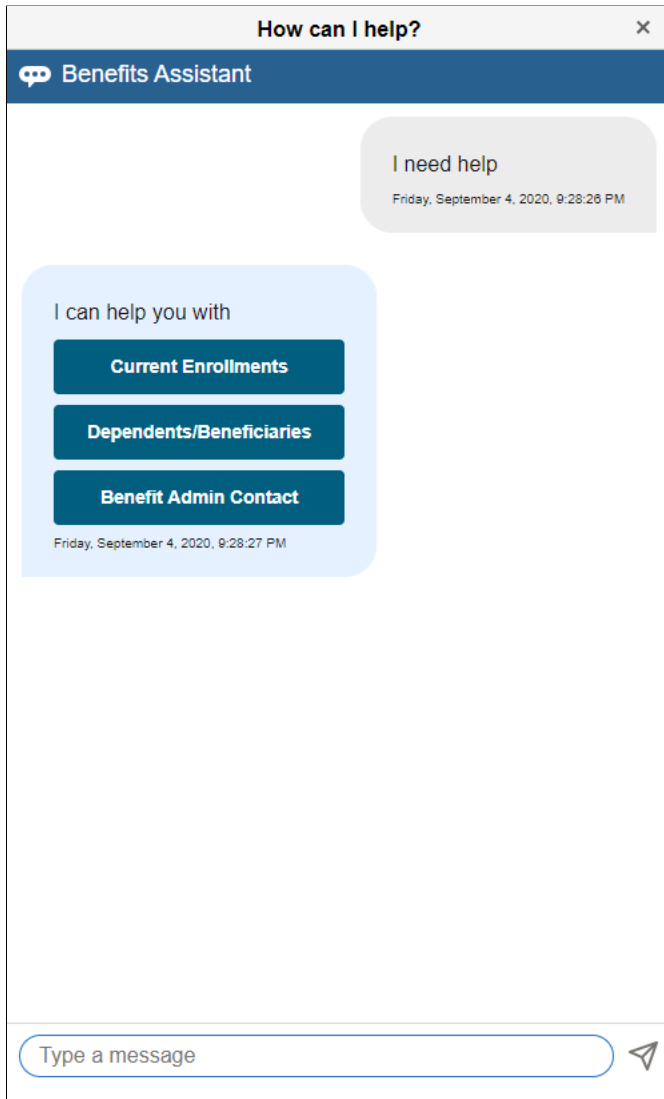 How can I help?
Benefits Assistant
I need help
Friday, September 4, 2020, 9:28:26 PM
I can help you with
Current Enrollments
Dependents/Beneficiaries
Benefit Admin Contact
Friday, September 4, 2020, 9:28:27 PM
Type a message